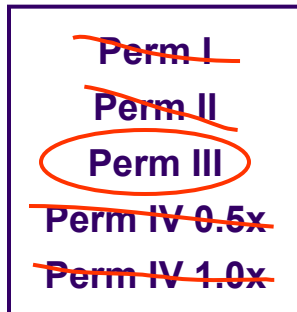 Perm I
Perm II
Perm III
Perm IV 0.5x
Perm IV 1.0x